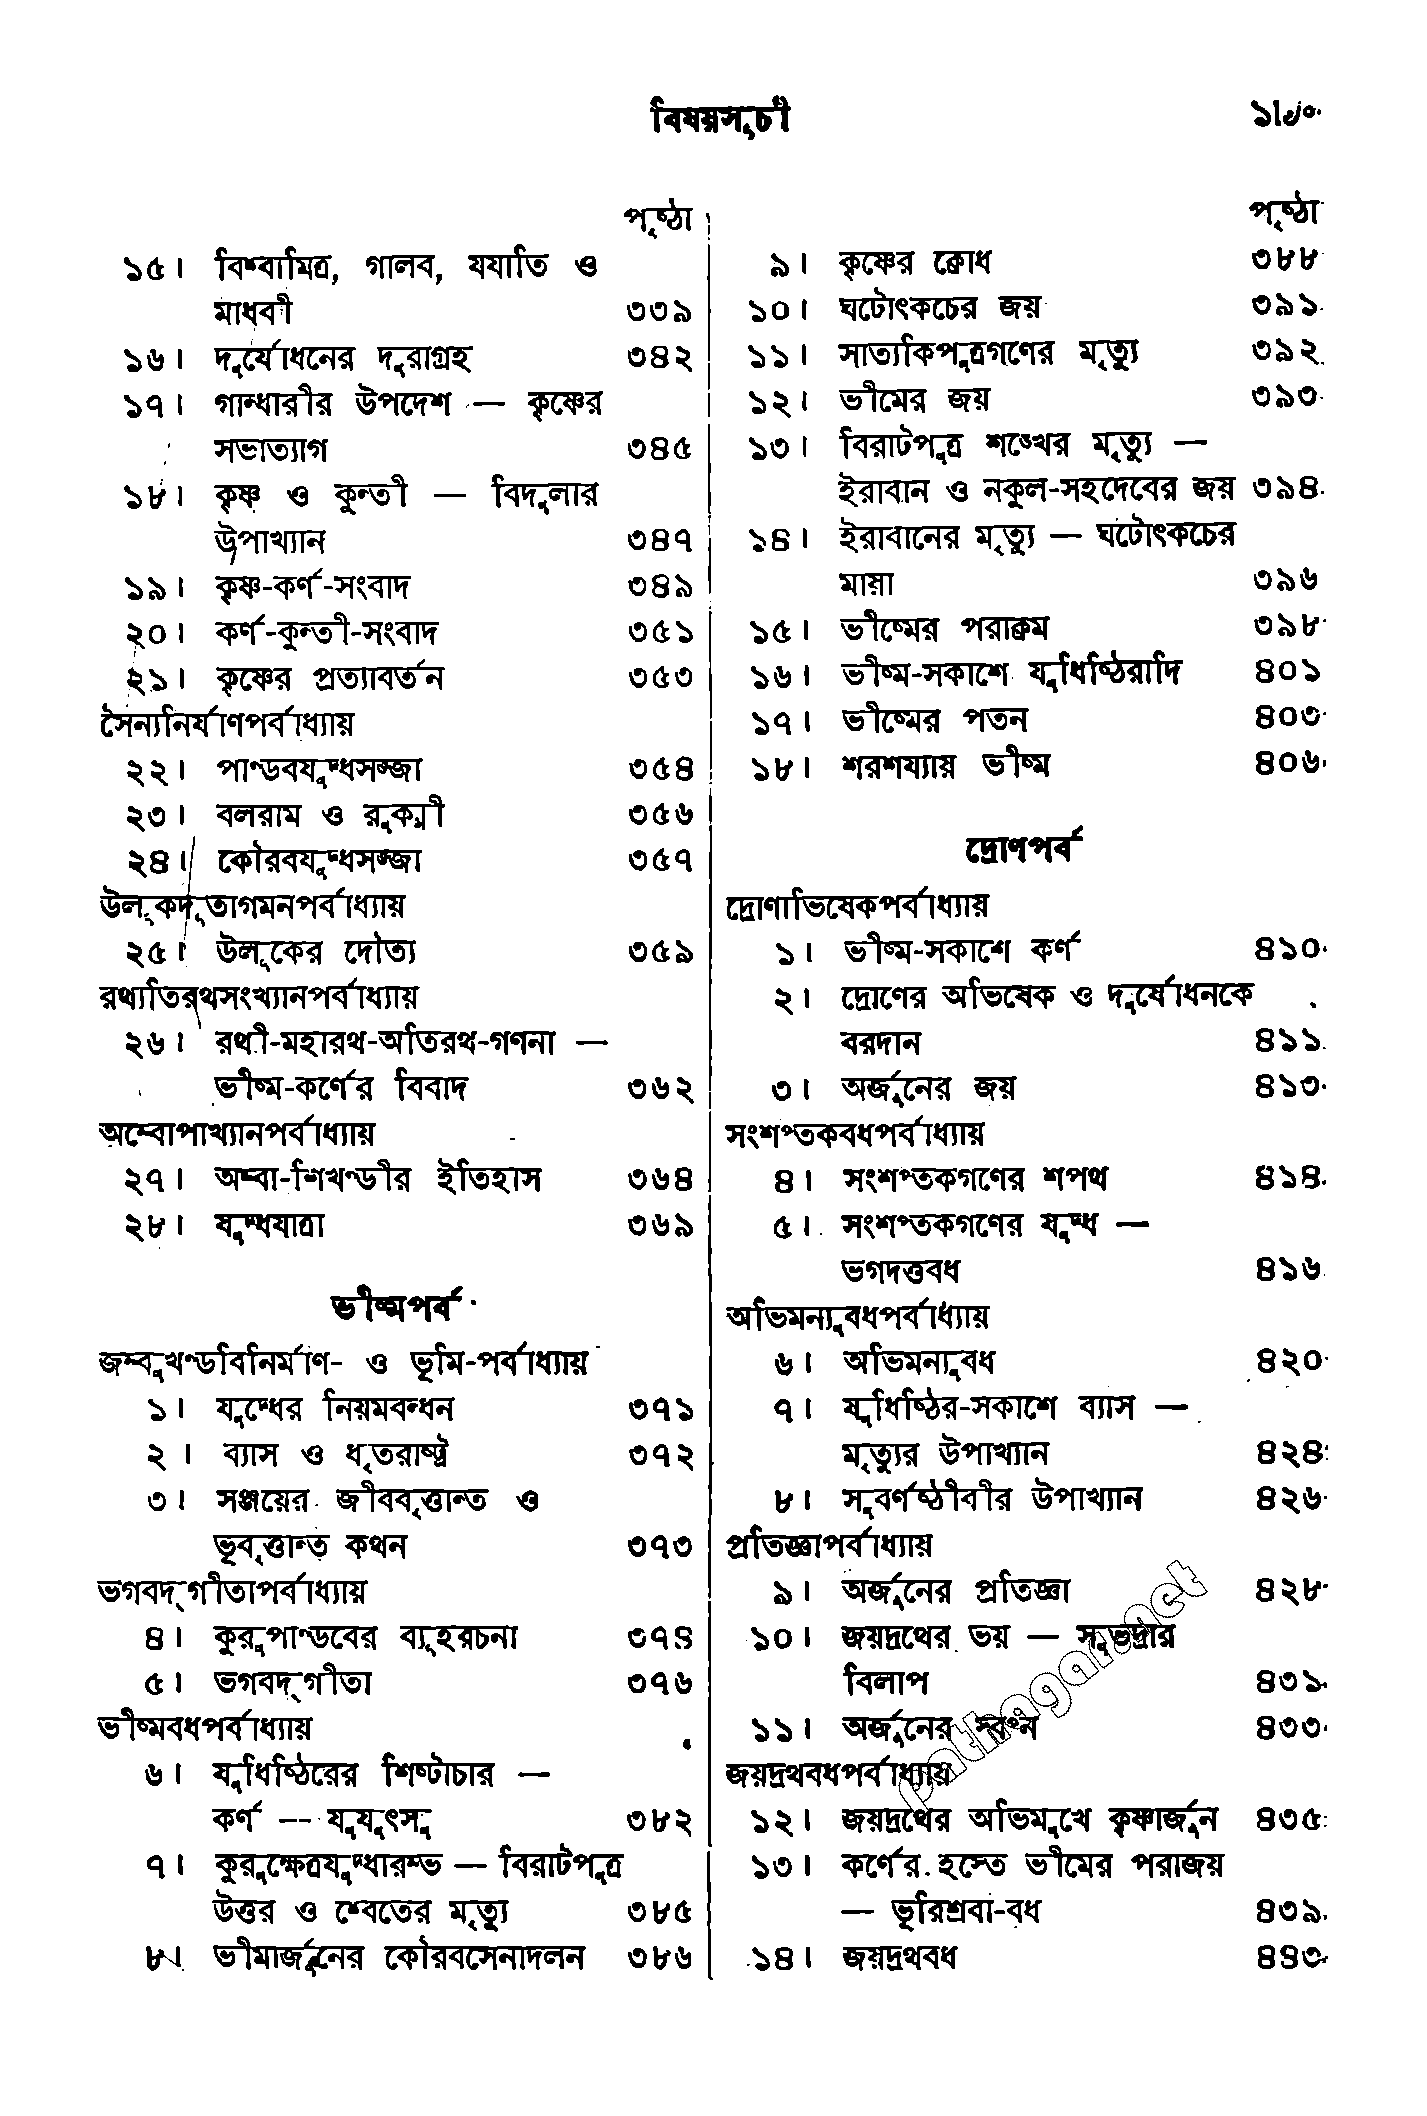 বিষয়সূচী ১৷৵০
পৃষ্ঠা
১৫। বিশ্বামিত্র, গালব, যযাতি ও
মাধবী ৩৩৯
১৬। দুর্যোধনের দুরাগ্রহ ৩৪২
১৭। গান্ধারীর উপদেশ — কৃষ্ণের
সভাত্যাগ ৩৪৫
১৮। কৃষ্ণ ও কুন্তী — বিদুলার
উপাখ্যান ৩৪৭
১৯। কৃষ্ণ-কর্ণ-সংবাদ ৩৪৯
২০। কর্ণ-কুন্তী-সংবাদ ৩৫১
২১। কৃষ্ণের প্রত্যাবর্তন ৩৫৩
সৈন্যনির্যাণপর্বাধ্যায়
২২। পাণ্ডবযুদ্ধসজ্জা ৩৫৪
২৩। বলরাম ও রুক্মী ৩৫৬
২৪। কৌরবযুদ্ধসজ্জা ৩৫৭
উলূকদূতাগমনপর্বাধ্যায়
২৫। উলূকের দৌত্য ৩৫৯
রথ্যাতিরথসংখ্যানপর্বাধ্যায়
২৬। রথী-মহারথ-অতিরথ-গণনা —
ভীষ্ম-কর্ণের বিবাদ ৩৬২
অম্বোপাখ্যানপর্বাধ্যায়
২৭। অম্বা-শিখণ্ডীর ইতিহাস ৩৬৪
২৮। যুদ্ধযাত্রা ৩৬৯
ভীষ্মপর্ব
জম্বুখণ্ডবিনির্মাণ- ও ভূমি-পর্বাধ্যায়
১। যুদ্ধের নিয়মবন্ধন ৩৭১
২। ব্যাস ও ধৃতরাষ্ট্র ৩৭২
৩। সঞ্জয়ের জীববৃত্তান্ত ও
ভূবৃত্তান্ত কথন ৩৭৩
ভগবদ্‌গীতাপর্বাধ্যায়
৪। কুরুপাণ্ডবের ব্যূহরচনা ৩৭৪
৫। ভগবদ্‌গীতা ৩৭৬
ভীষ্মবধপর্বাধ্যায়
৬। যুধিষ্ঠিরের শিষ্টাচার —
কর্ণ — যুযুৎসু ৩৮২
৭। কুরুক্ষেত্রযুদ্ধারম্ভ — বিরাটপুত্র
উত্তর ও শ্বেতের মৃত্যু ৩৮৫
৮। ভীমার্জুনের কৌরবসেনাদলন ৩৮৬
পৃষ্ঠা
৯। কৃষ্ণের ক্রোধ ৩৮৮
১০। ঘটোৎকচের জয় ৩৯১
১১। সাত্যকিপুত্রগণের মৃত্যু ৩৯২
১২। ভীমের জয় ৩৯৩
১৩। বিরাটপুত্র শঙ্খের মৃত্যু —
ইরাবান ও নকুল-সহদেবের জয় ৩৯৪
১৪। ইরাবানের মৃত্যু — ঘটোৎকচের
মায়া ৩৯৬
১৫। ভীষ্মের পরাক্রম ৩৯৮
১৬। ভীষ্ম-সকাশে যুধিষ্ঠিরাদি ৪০১
১৭। ভীষ্মের পতন ৪০৩
১৮। শরশয্যায় ভীষ্ম ৪০৬
দ্রোণপর্ব
দ্রোণাভিষেকপর্বাধ্যায়
১। ভীষ্ম-সকাশে কর্ণ ৪১০
২। দ্রোণের অভিষেক ও দুর্যোধনকে
বরদান ৪১১
৩। অর্জুনের জয় ৪১৩
সংশপ্তকবধপর্বাধ্যায়
৪। সংশপ্তকগণের শপথ ৪১৪
৫। সংশপ্তকগণের যুদ্ধ —
ভগদত্তবধ ৪১৬
অভিমন্যুবধপর্বাধ্যায়
৬। অভিমন্যুবধ ৪২০
৭। যুধিষ্ঠির-সকাশে ব্যাস —
মৃত্যুর উপাখ্যান ৪২৪
৮। সুবর্ণষ্ঠীবীর উপাখ্যান ৪২৬
প্রতিজ্ঞাপর্বাধ্যায়
৯। অর্জুনের প্রতিজ্ঞা ৪২৮
১০। জয়দ্রথের ভয় — সুভদ্রার
বিলাপ ৪৩১
১১। অর্জুনের স্বপ্ন ৪৩৩
জয়দ্রথবধপর্বাধ্যায়
১২। জয়দ্রথের অভিমুখে কৃষ্ণার্জুন ৪৩৫
১৩। কর্ণের হস্তে ভীমের পরাজয়
— ভূরিশ্রবা-বধ ৪৩৯
১৪। জয়দ্রথবধ ৪৪৩
pathagar.net